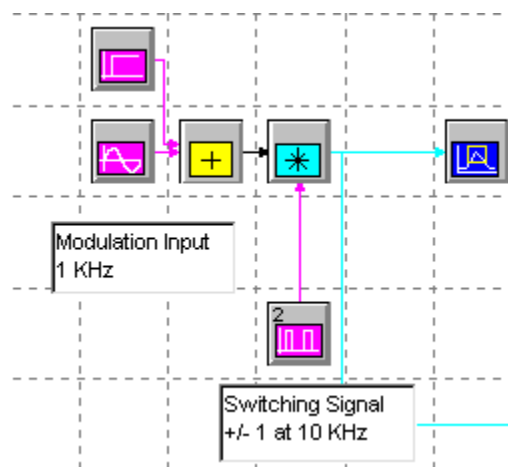 Modulation Input
1 KHz
2
Switching Signal
+/- 1 at 10 KHz